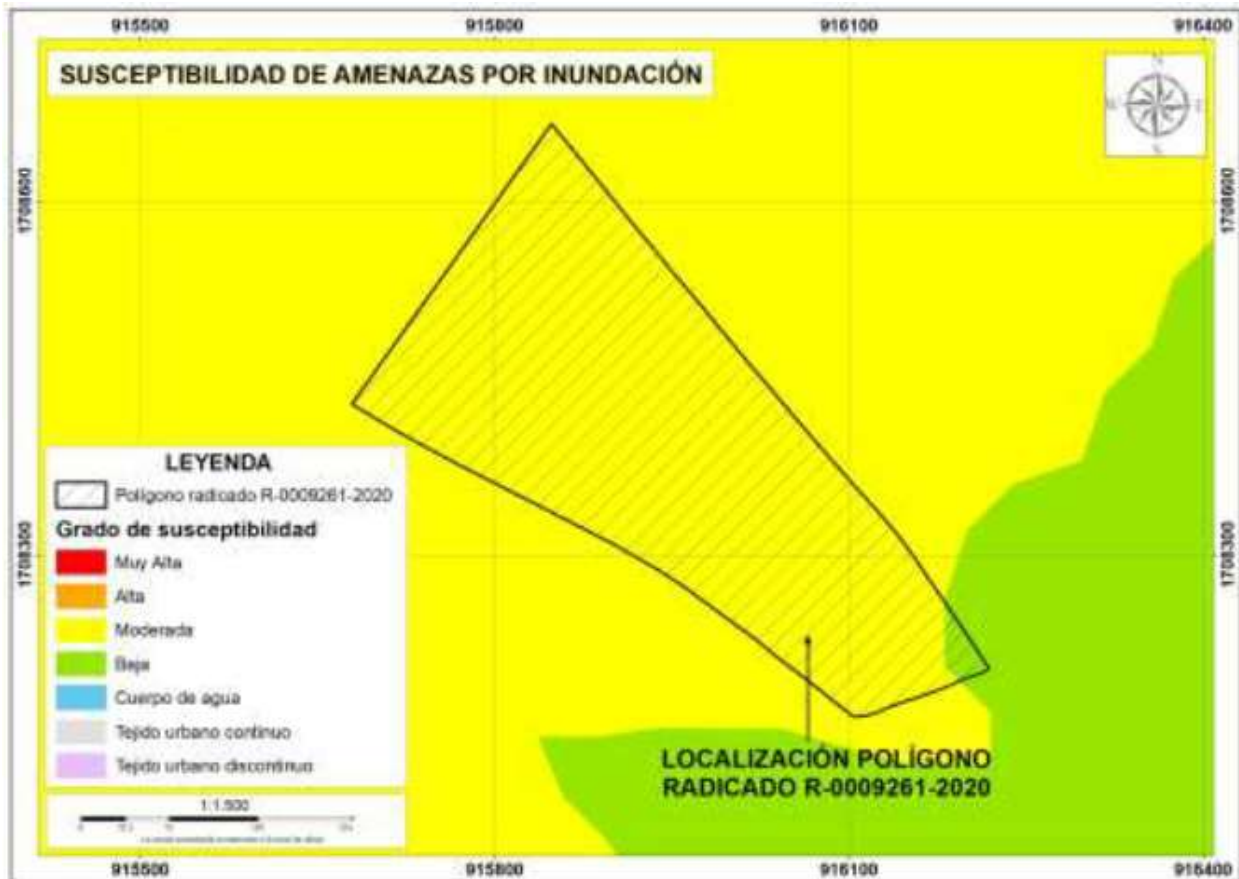 915500 915800 916100 916400
SUSCEPTIBILIDAD DE AMENAZAS POR INUNDACIÓN
1708600 1708600
LEYENDA
Polígono radicado R-0009261-2020
Grado de susceptibilidad
Muy Alta
Alta
Moderada
Baja
Cuerpo de agua
Tejido urbano continuo
Tejido urbano discontinuo
1708300 1708300
LOCALIZACIÓN POLÍGONO
RADICADO R-0009261-2020
1:1.500
915500 915800 916100 916400